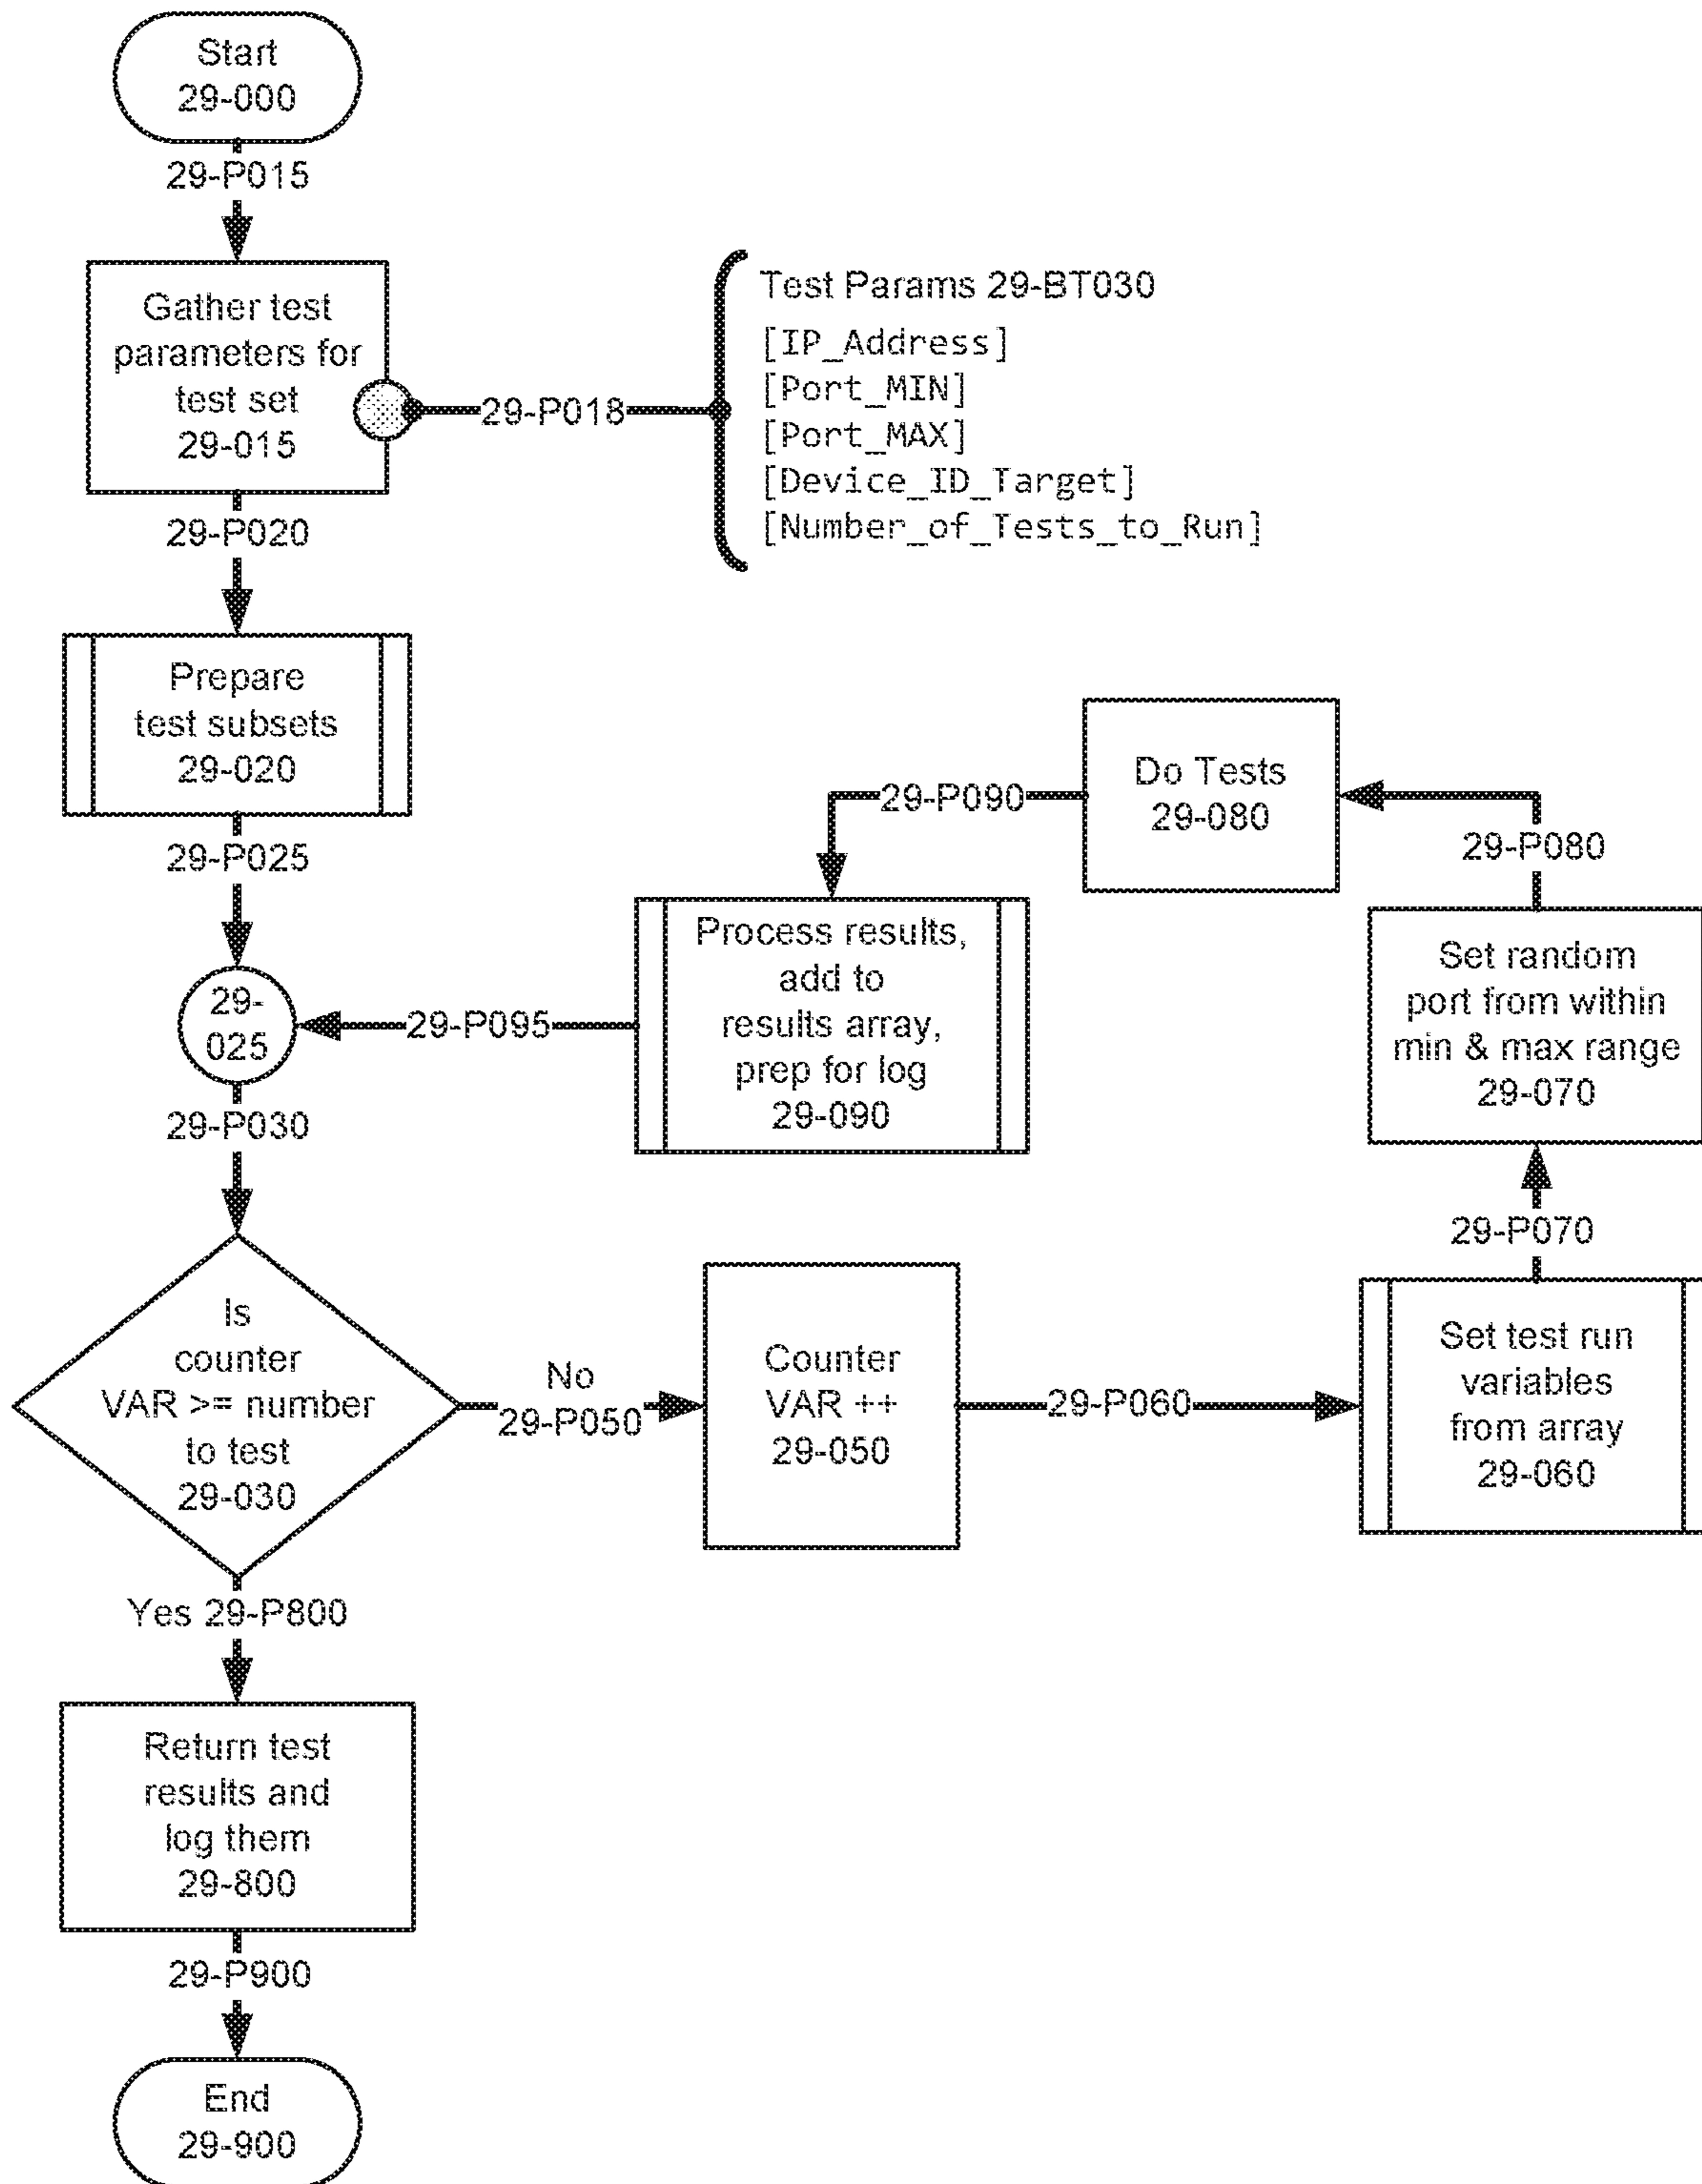 Start
29-000
29-P015
Gather test
parameters for
test set
29-015
29-P018
Test Params 29-BT030
[IP_Address]
[Port_MIN]
[Port_MAX]
[Device_ID_Target]
[Number_of_Tests_to_Run]
29-P020
Prepare
test subsets
29-020
29-P025
29-
025
29-P030
Is
counter
VAR >= number
to test
29-030
No
29-P050
Counter
VAR ++
29-050
29-P060
Set test run
variables
from array
29-060
29-P070
Set random
port from within
min & max range
29-070
29-P080
Do Tests
29-080
29-P090
Process results,
add to
results array,
prep for log
29-090
29-P095
Yes 29-P800
Return test
results and
log them
29-800
29-P900
End
29-900